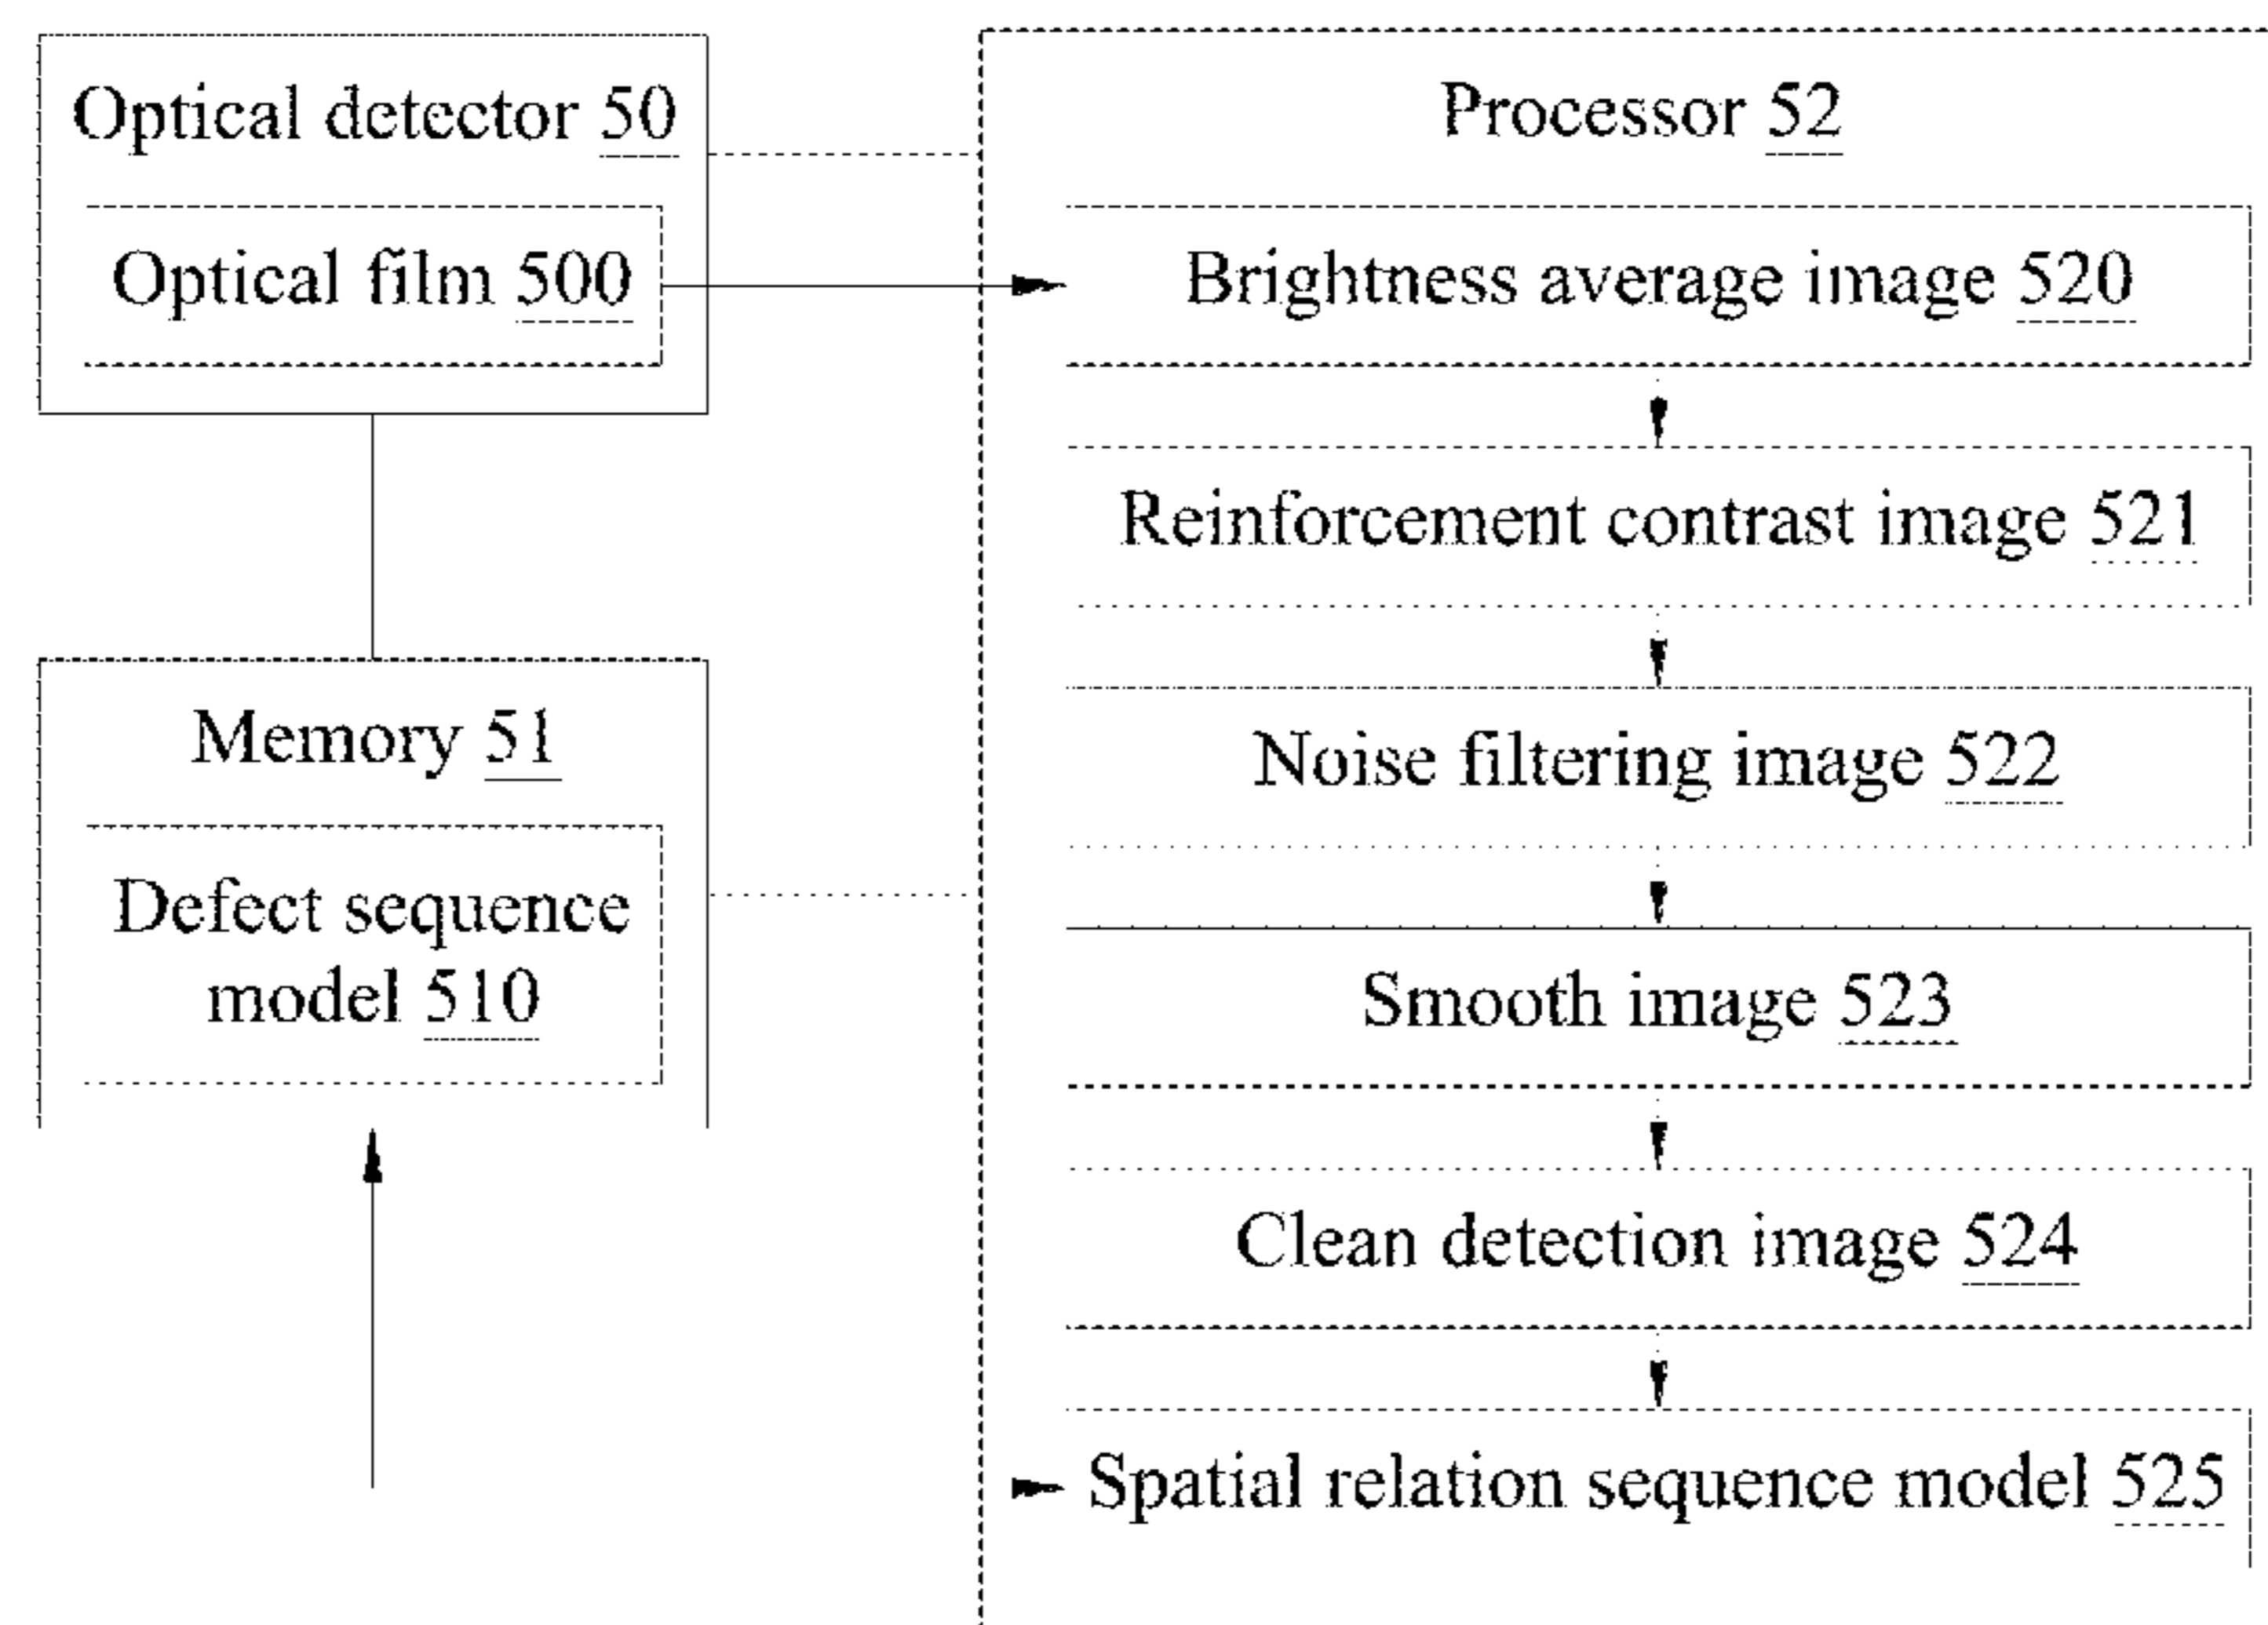 Optical detector 50
Optical film 500
Memory 51
Defect sequence
model 510
Processor 52
Brightness average image 520
Reinforcement contrast image 521
Noise filtering image 522
Smooth image 523
Clean detection image 524
Spatial relation sequence model 525